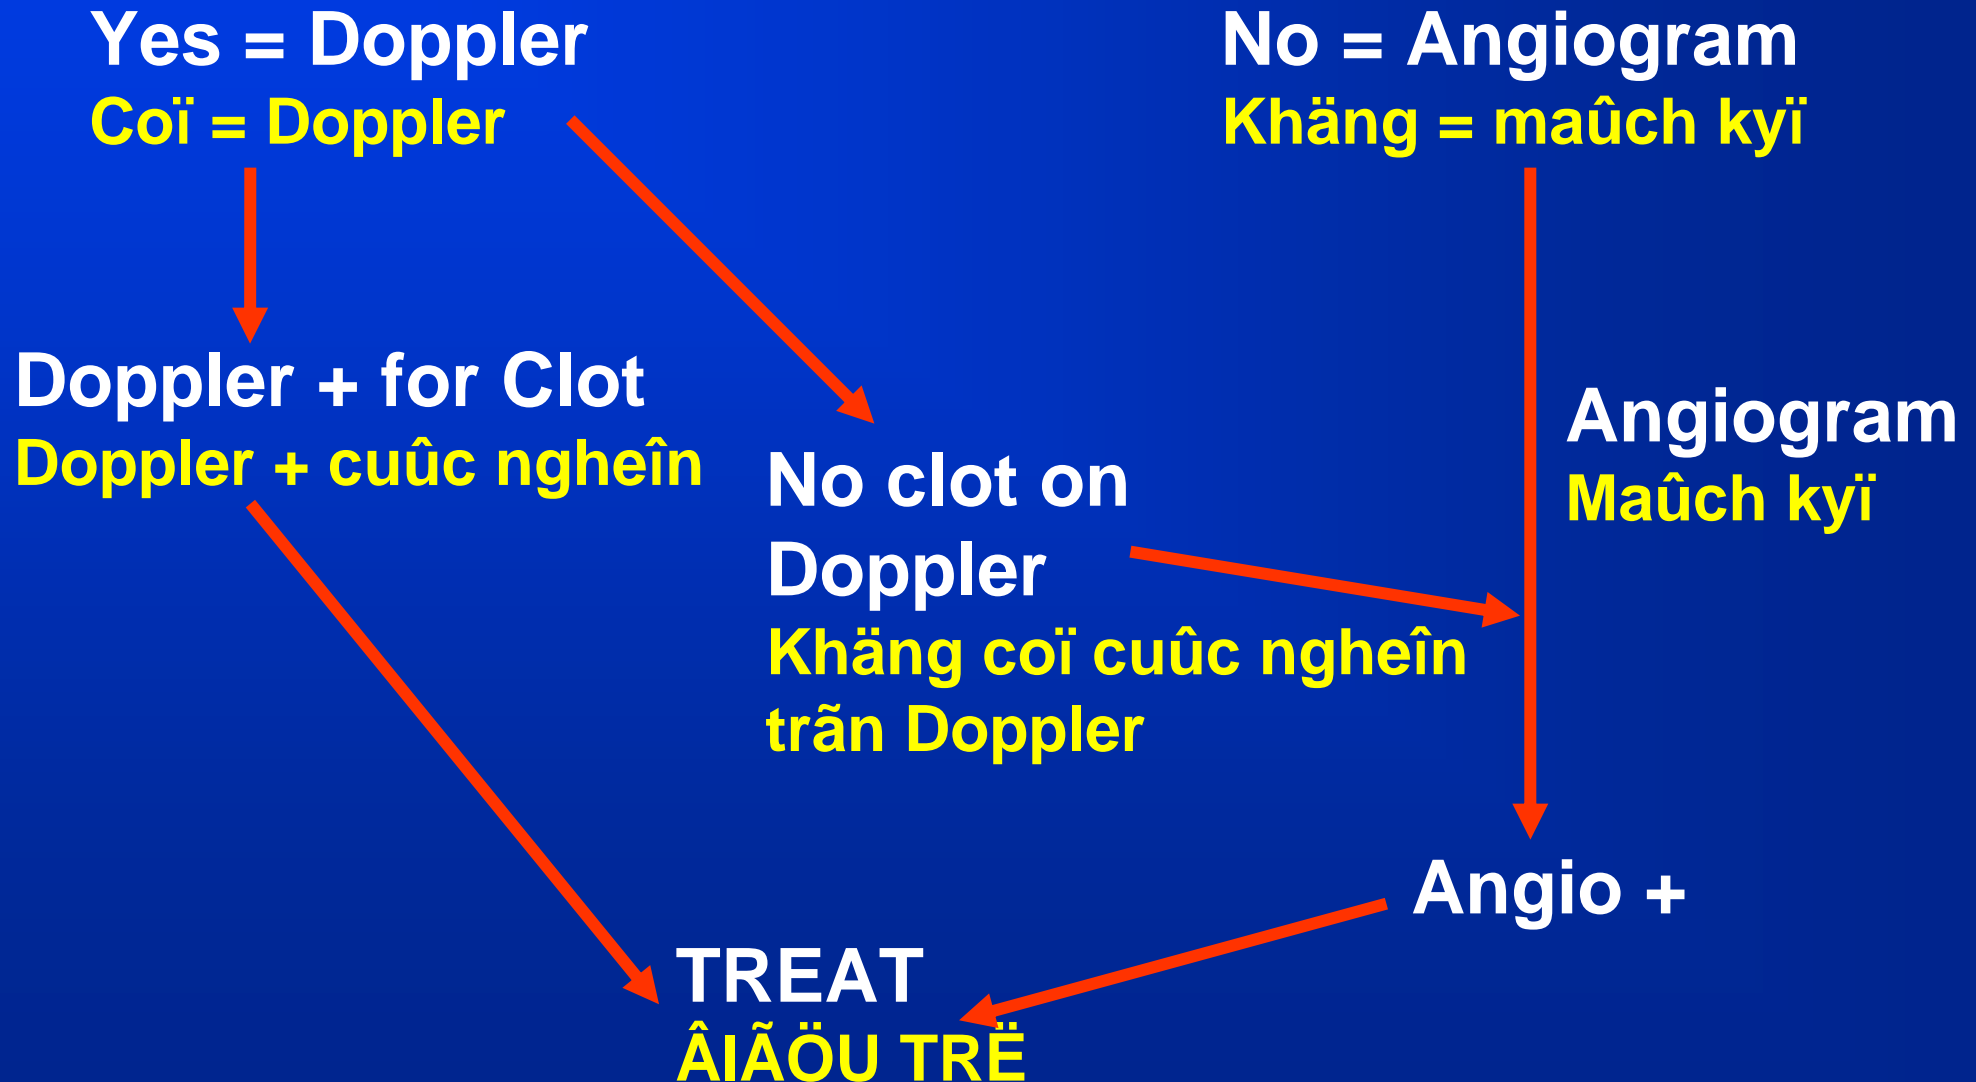 Yes = Doppler
Coï = Doppler
No = Angiogram
Khäng = maûch kyï
Doppler + for Clot
Doppler + cuûc ngheîn
Angiogram
Maûch kyï
No clot on
Doppler
Khäng coï cuûc ngheîn
trãn Doppler
Angio +
TREAT
ÂIÃÖU TRË